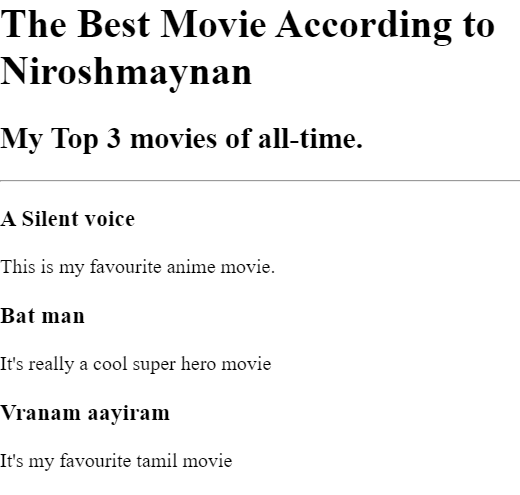 The Best Movie According to
Niroshmaynan
My Top 3 movies of all-time.
A Silent voice
This is my favourite anime movie.
Bat man
It's really a cool super hero movie
Vranam aayiram
It's my favourite tamil movie